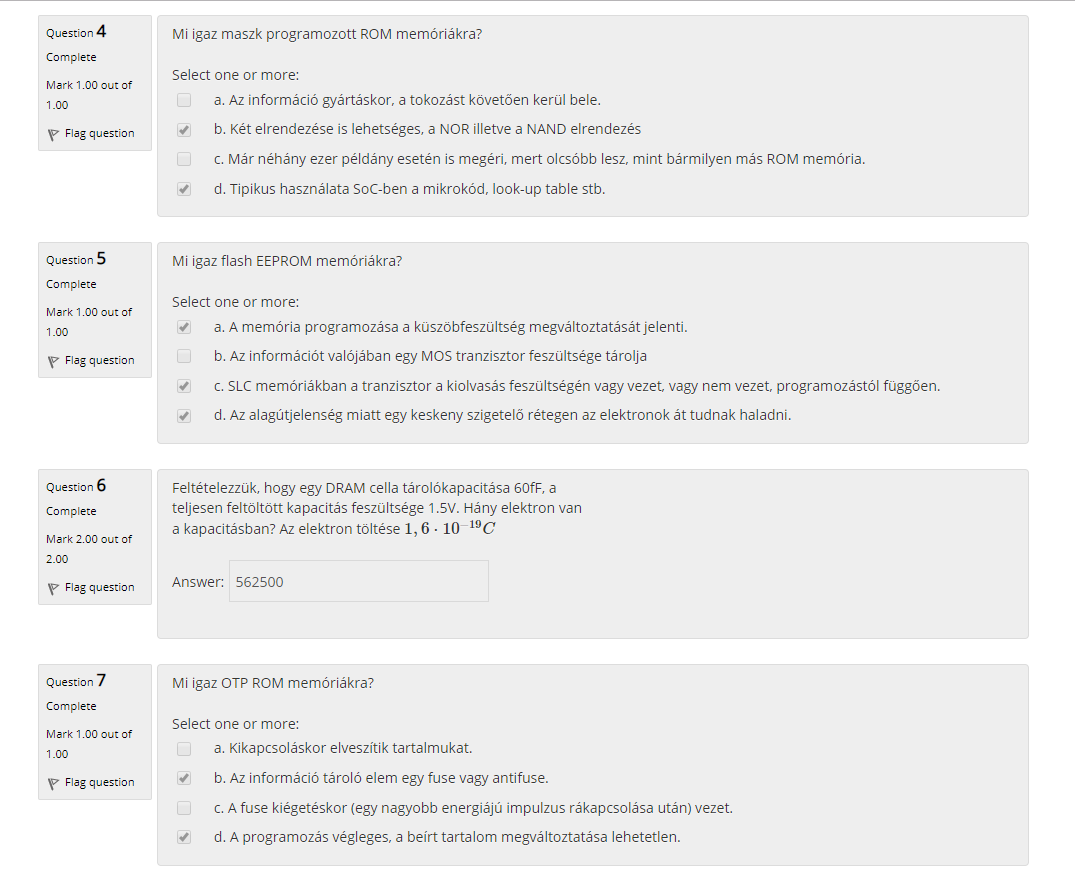 Question 4
Complete
Mark 1.00 out of
1.00
Flag question
Mi igaz maszk programozott ROM memóriákra?
Select one or more:
a. Az információ gyártáskor, a tokozást követően kerül bele.
b. Két elrendezése is lehetséges, a NOR illetve a NAND elrendezés
c. Már néhány ezer példány esetén is megéri, mert olcsóbb lesz, mint bármilyen más ROM memória.
d. Tipikus használata SoC-ben a mikrokód, look-up table stb.
Question 5
Complete
Mark 1.00 out of
1.00
Flag question
Mi igaz flash EEPROM memóriákra?
Select one or more:
a. A memória programozása a küszöbfeszültség megváltoztatását jelenti.
b. Az információt valójában egy MOS tranzisztor feszültsége tárolja
c. SLC memóriákban a tranzisztor a kiolvasás feszültségén vagy vezet, vagy nem vezet, programozástól függően.
d. Az alagútjelenség miatt egy keskeny szigetelő rétegen az elektronok át tudnak haladni.
Question 6
Complete
Mark 2.00 out of
2.00
Flag question
Feltételezzük, hogy egy DRAM cella tárolókapacitása 60fF, a
teljesen feltöltött kapacitás feszültsége 1.5V. Hány elektron van
a kapacitásban? Az elektron töltése 1,6 · 10⁻¹⁹C
Answer: 562500
Question 7
Complete
Mark 1.00 out of
1.00
Flag question
Mi igaz OTP ROM memóriákra?
Select one or more:
a. Kikapcsoláskor elveszítik tartalmukat.
b. Az információ tároló elem egy fuse vagy antifuse.
c. A fuse kiégetéskor (egy nagyobb energiájú impulzus rákapcsolása után) vezet.
d. A programozás végleges, a beírt tartalom megváltoztatása lehetetlen.